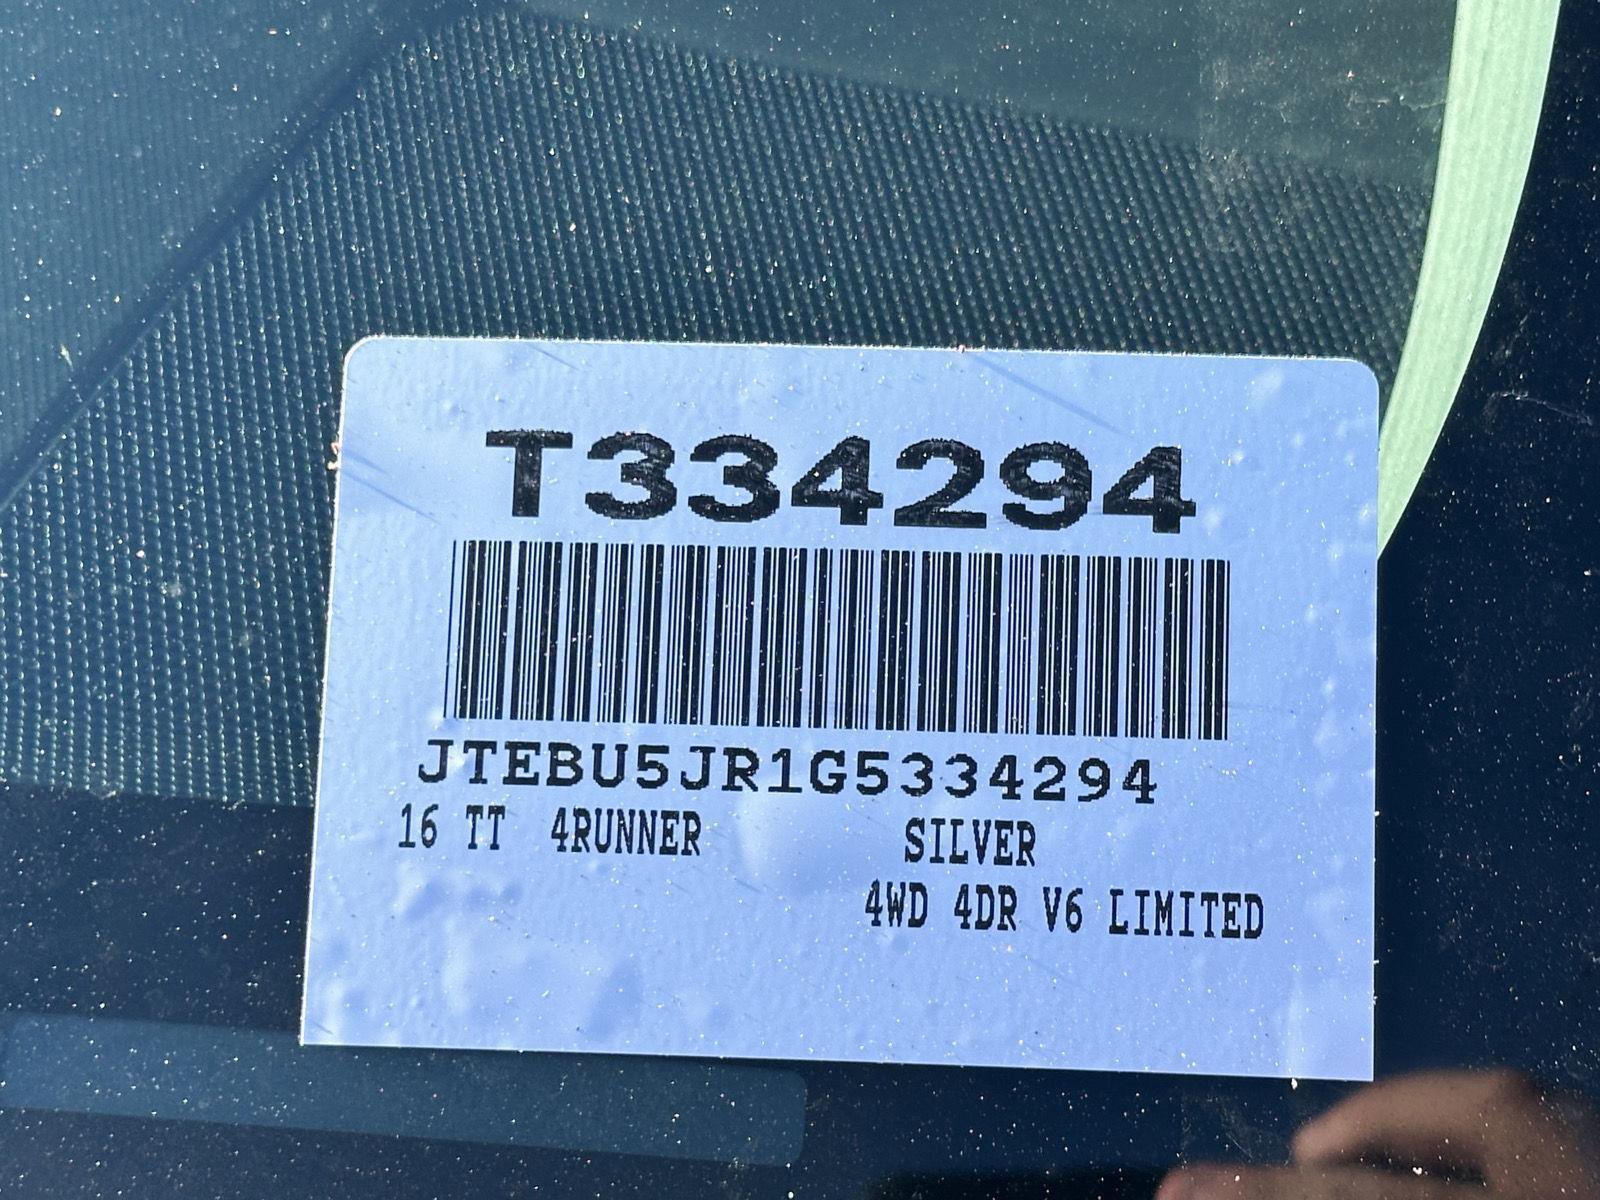 T334294
JTEBU5JR1G5334294
16 TT 4RUNNER SILVER
4WD 4DR V6 LIMITED